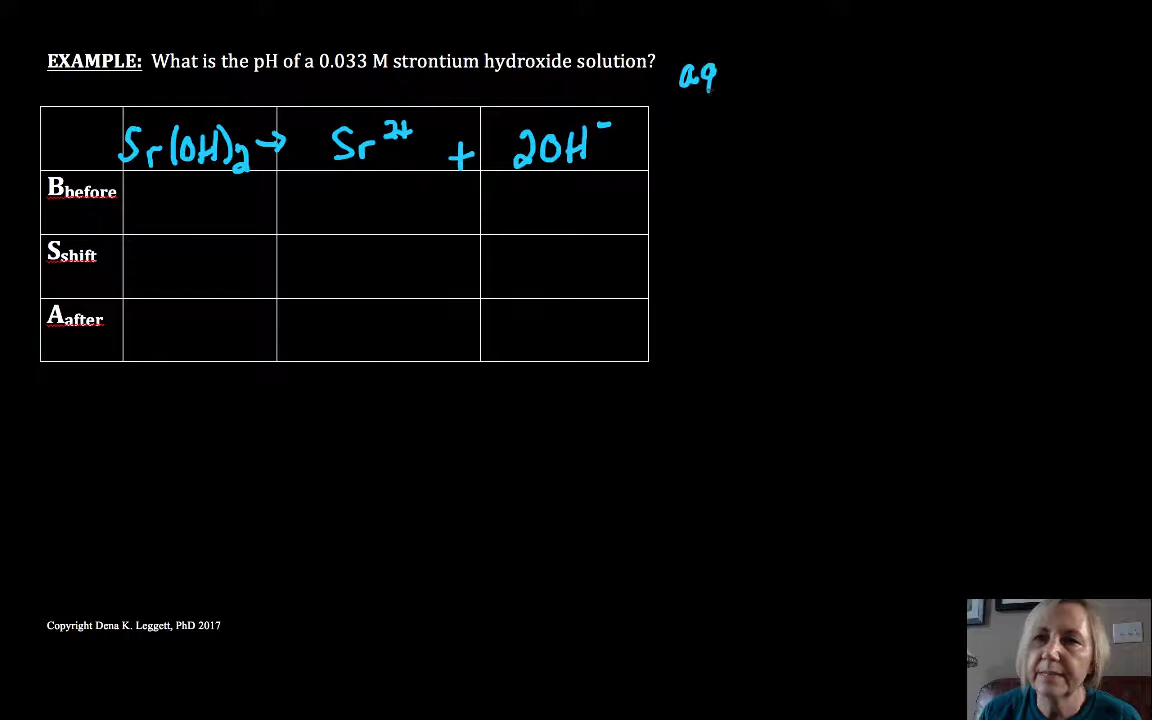 EXAMPLE: What is the pH of a 0.033 M strontium hydroxide solution?
aq
Sr(OH)2 → Sr2+ + 2OH-
Bbefore
Sshift
Aafter
Copyright Dena K. Leggett, PhD 2017